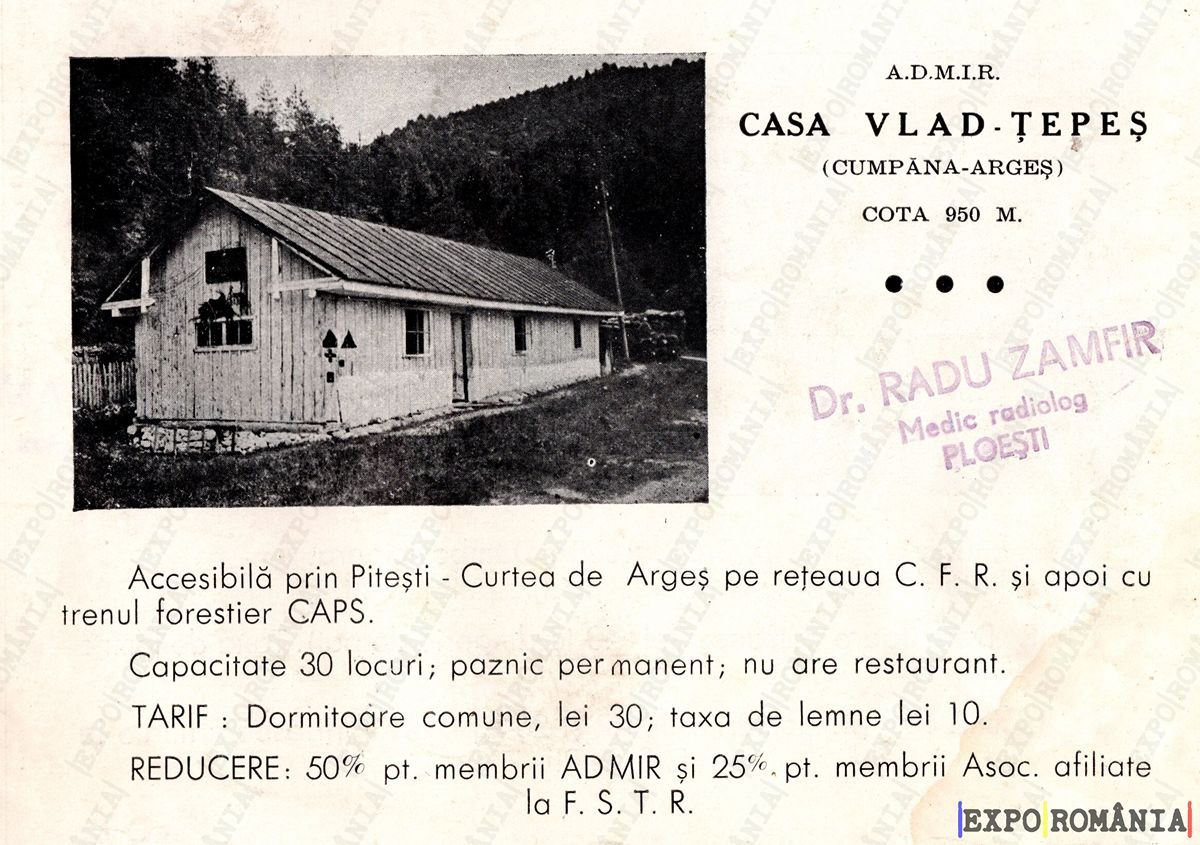 A.D.M.I.R.
CASA VLAD-ȚEPEȘ
(CUMPĂNA-ARGEȘ)
COTA 950 M.
Dr. RADU ZAMFIR
Medic radiolog
PLOEȘTI
Accesibilă prin Pitești - Curtea de Argeș pe rețeaua C. F. R. și apoi cu
trenul forestier CAPS.
Capacitate 30 locuri; paznic permanent; nu are restaurant.
TARIF : Dormitoare comune, lei 30; taxa de lemne lei 10.
REDUCERE: 50% pt. membrii ADMIR și 25% pt. membrii Asoc. afiliate
la F. S. T. R.
|EXPO|ROMÂNIA|